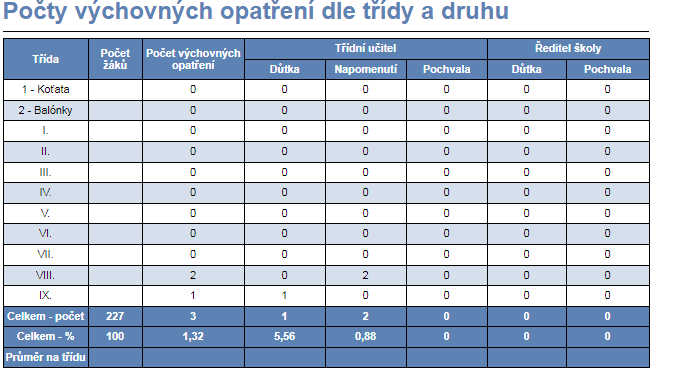 Počty výchovných opatření dle třídy a druhu
Třída Počet žáků Počet výchovných opatření Třídní učitel Ředitel školy
Důtka Napomenutí Pochvala Důtka Pochvala
1 - Koťata 0 0 0 0 0 0
2 - Balónky 0 0 0 0 0 0
I. 0 0 0 0 0 0
II. 0 0 0 0 0 0
III. 0 0 0 0 0 0
IV. 0 0 0 0 0 0
V. 0 0 0 0 0 0
VI. 0 0 0 0 0 0
VII. 0 0 0 0 0 0
VIII. 2 0 2 0 0 0
IX. 1 1 0 0 0 0
Celkem - počet 227 3 1 2 0 0 0
Celkem - % 100 1,32 5,56 0,88 0 0 0
Průměr na třídu